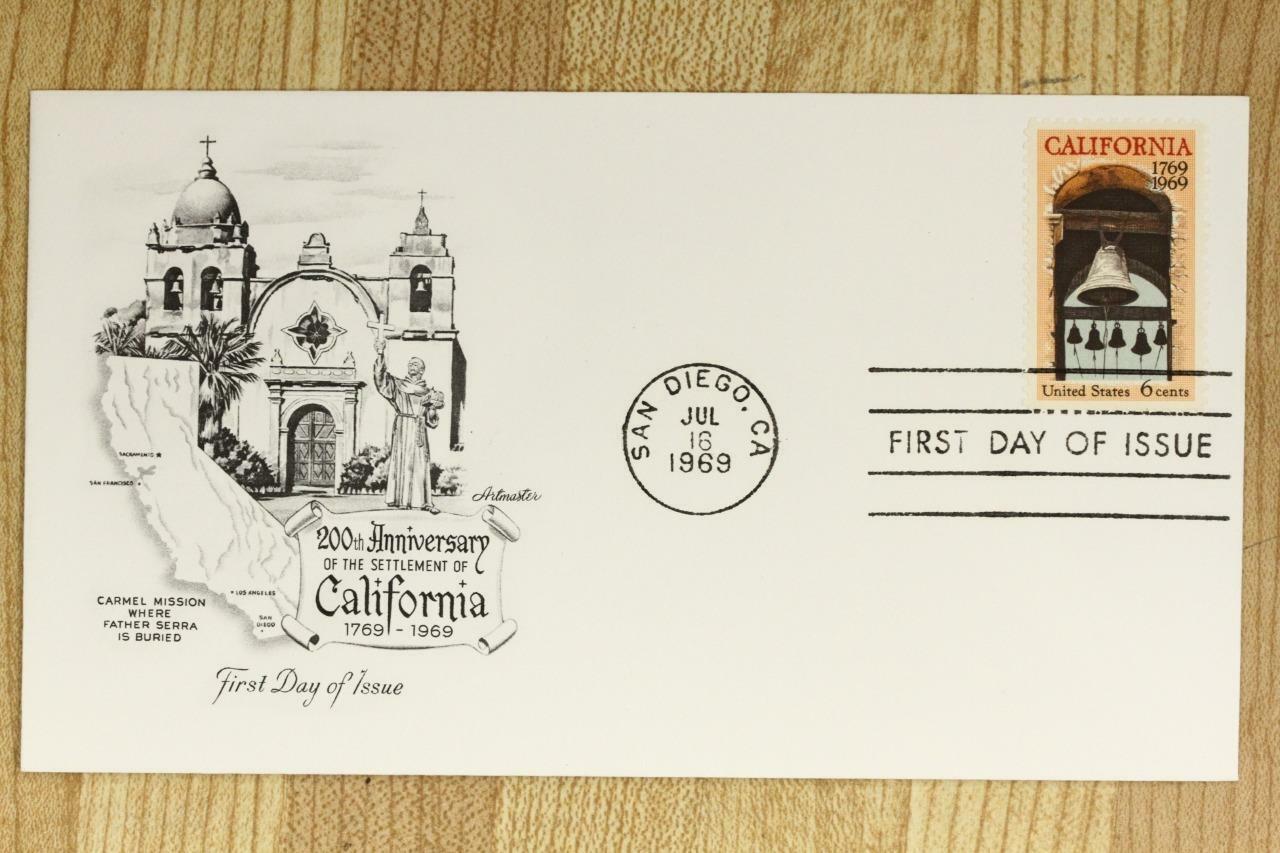 CALIFORNIA
1769
1969
United States 6 cents
SAN DIEGO, CA
JUL
16
1969
FIRST DAY OF ISSUE
SACRAMENTO
SAN FRANCISCO
LOS ANGELES
SAN
DIEGO
Artmaster
200th Anniversary
OF THE SETTLEMENT OF
California
1769 - 1969
CARMEL MISSION
WHERE
FATHER SERRA
IS BURIED
First Day of Issue